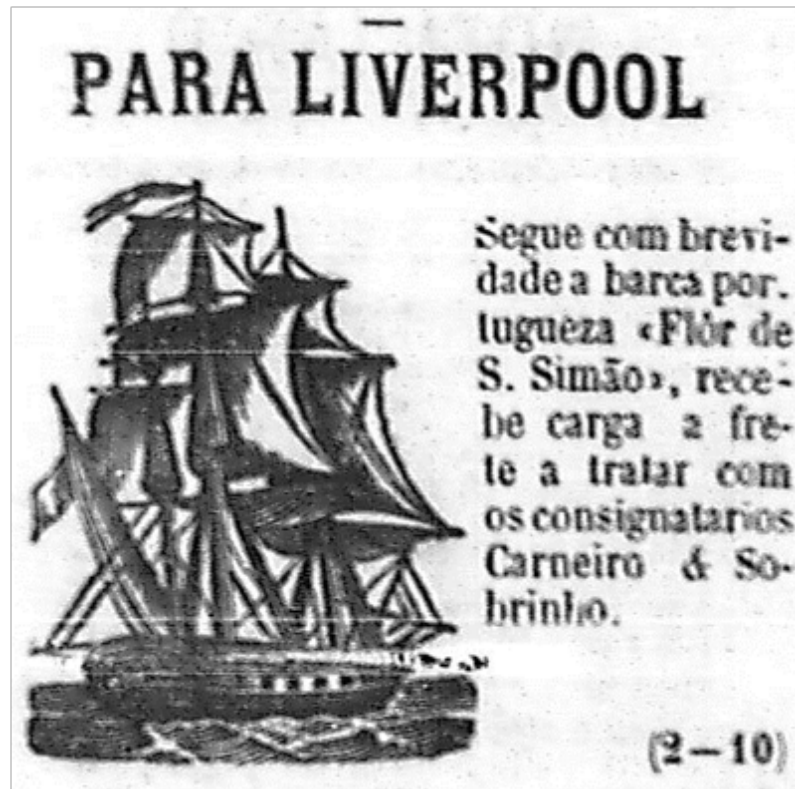 PARA LIVERPOOL
Segue com brevi-
dade a barca por.
tugueza «Flôr de
S. Simão», rece-
be carga a fre-
te a tratar com
os consignatarios
Carneiro & So-
brinho.
(2—10)